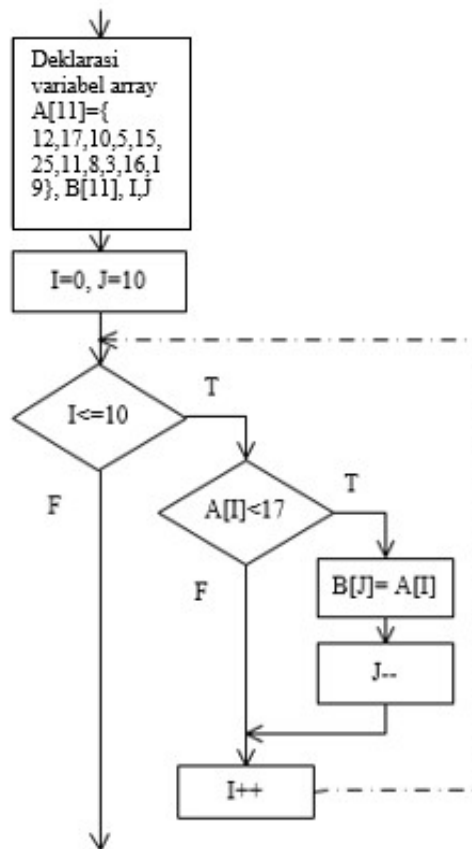 Deklarasi
variabel array
A[11]={
12,17,10,5,15,
25,11,8,3,16,1
9}, B[11], I,J
I=0, J=10
I<=10
T
F
A[I]<17
T
F
B[J]= A[I]
J--
I++